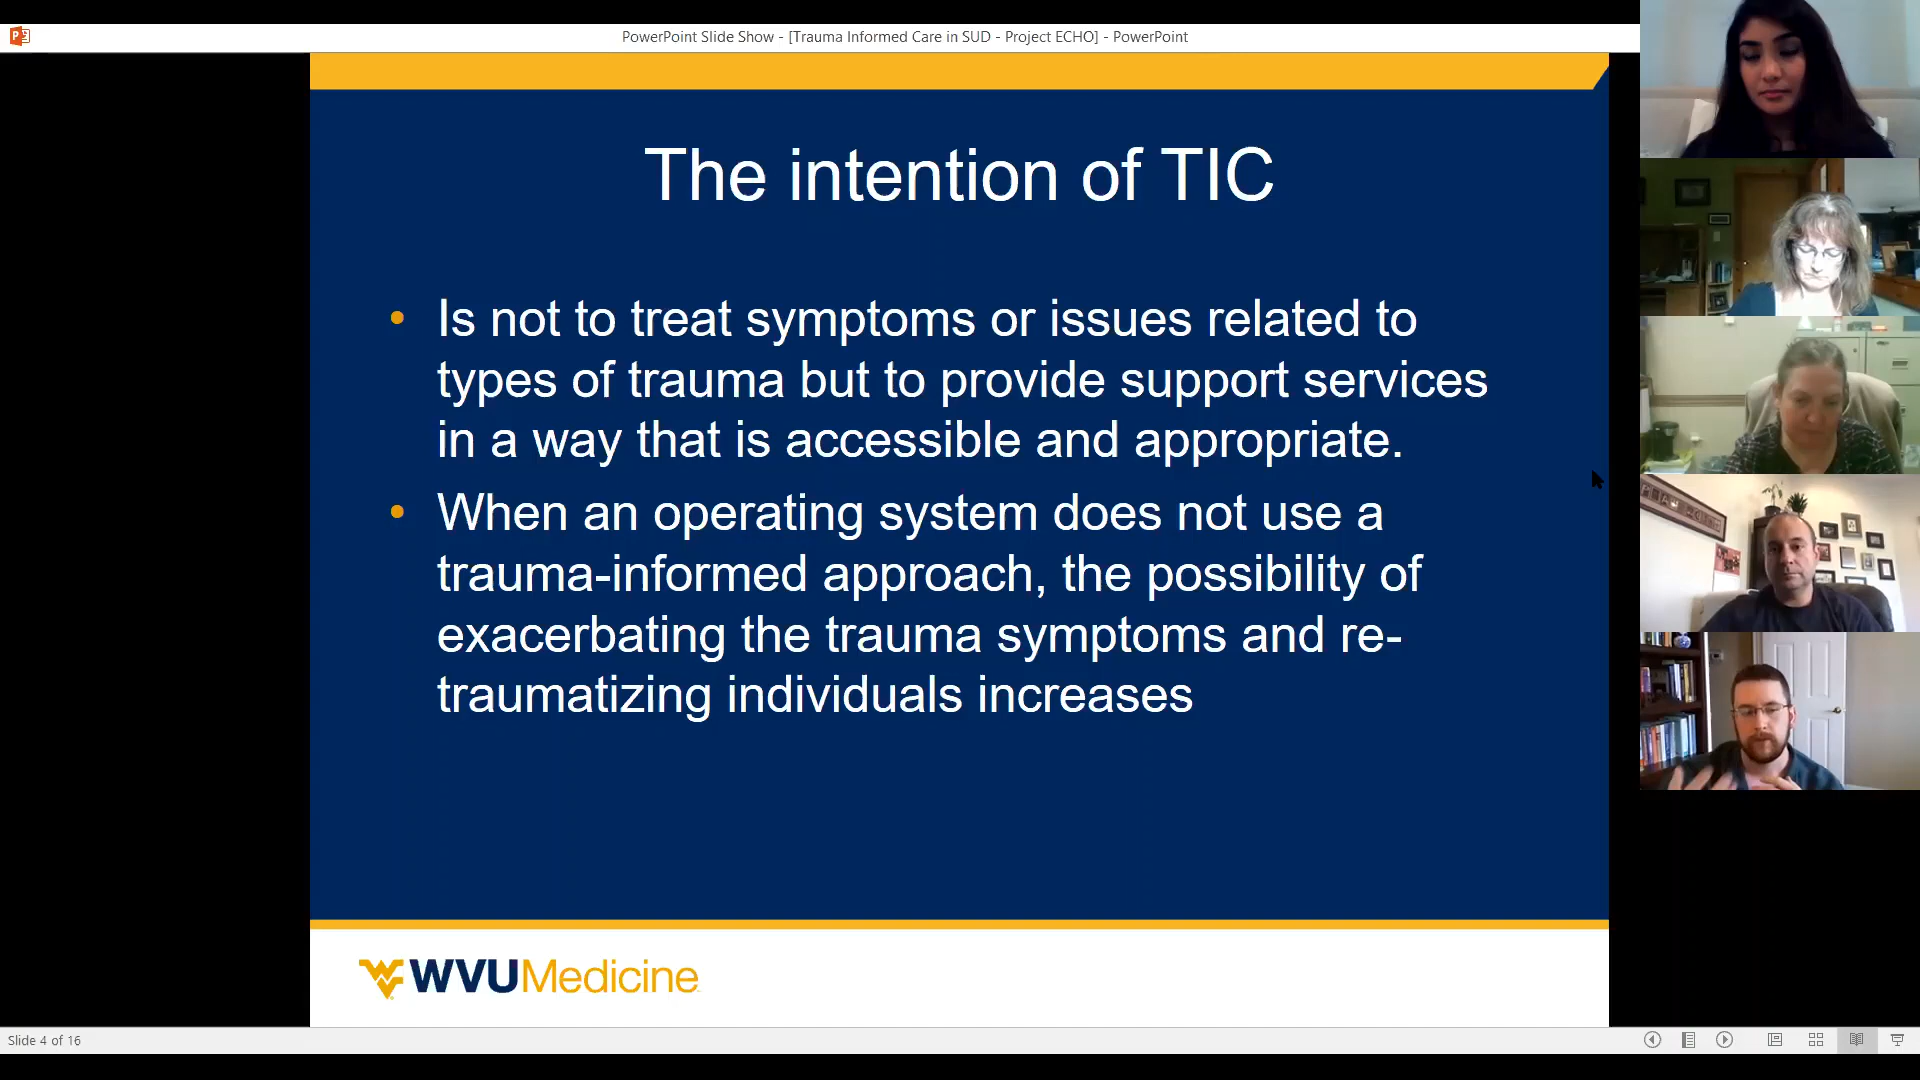 PowerPoint Slide Show - [Trauma Informed Care in SUD - Project ECHO] - PowerPoint
The intention of TIC
• Is not to treat symptoms or issues related to
types of trauma but to provide support services
in a way that is accessible and appropriate.
• When an operating system does not use a
trauma-informed approach, the possibility of
exacerbating the trauma symptoms and re-
traumatizing individuals increases
WVUMedicine
Slide 4 of 16